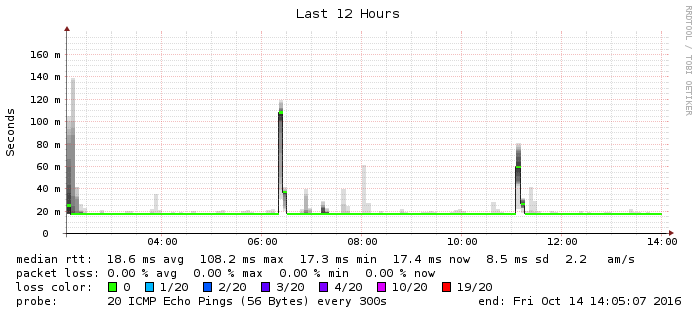 Last 12 Hours
RRDTOOL / TOBI OETIKER
Seconds
160 m
140 m
120 m
100 m
80 m
60 m
40 m
20 m
0
04:00 06:00 08:00 10:00 12:00 14:00
median rtt: 18.6 ms avg 108.2 ms max 17.3 ms min 17.4 ms now 8.5 ms sd 2.2 am/s
packet loss: 0.00 % avg 0.00 % max 0.00 % min 0.00 % now
loss color: 0 1/20 2/20 3/20 4/20 10/20 19/20
probe: 20 ICMP Echo Pings (56 Bytes) every 300s end: Fri Oct 14 14:05:07 2016